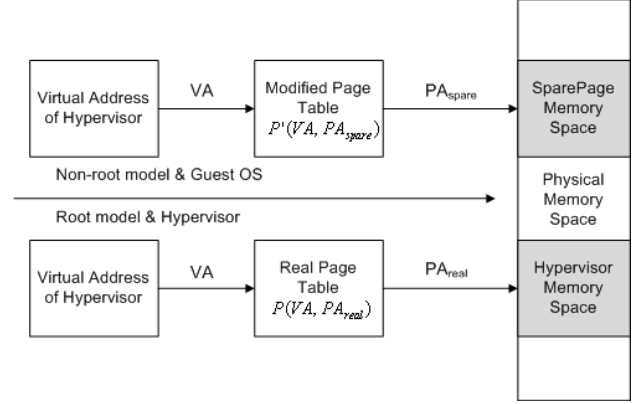 Virtual Address
of Hypervisor
VA
Modified Page
Table
P'(VA, PAspare)
PAspare
SparePage
Memory
Space
Non-root model & Guest OS
Physical
Memory
Space
Root model & Hypervisor
Virtual Address
of Hypervisor
VA
Real Page
Table
P(VA, PAreal)
PAreal
Hypervisor
Memory
Space